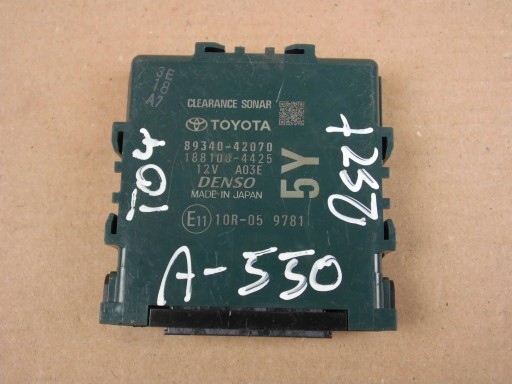 3E
18
A7
CLEARANCE SONAR
TOYOTA
89340-42070
188100-4425
12V A03E
DENSO
MADE IN JAPAN
5Y
E11 10R-05 9781
T04
A-550